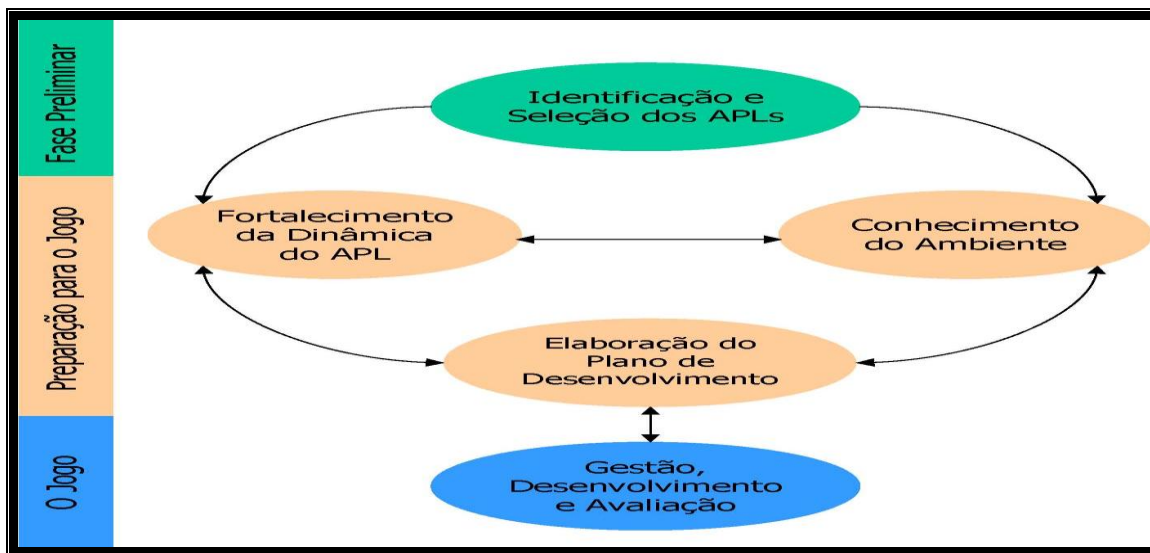 Fase Preliminar
Identificação e
Seleção dos APLs
Preparação para o Jogo
Fortalecimento
da Dinâmica
do APL
Conhecimento
do Ambiente
Elaboração do
Plano de
Desenvolvimento
O Jogo
Gestão,
Desenvolvimento
e Avaliação